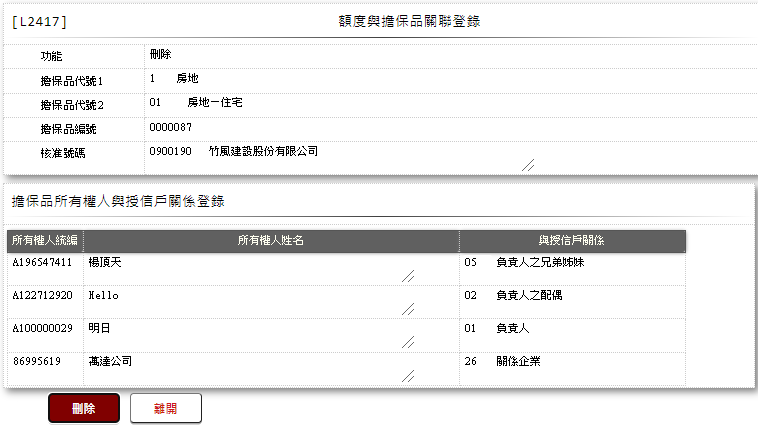 [L2417] 額度與擔保品關聯登錄
功能 刪除
擔保品代號1 1 房地
擔保品代號2 01 房地－住宅
擔保品編號 0000087
核准號碼 0900190 竹風建設股份有限公司
擔保品所有權人與授信戶關係登錄
所有權人統編 所有權人姓名 與授信戶關係
A196547411 楊頂天 05 負責人之兄弟姊妹
A122712920 Hello 02 負責人之配偶
A100000029 明日 01 負責人
86995619 萬達公司 26 關係企業
刪除 離開